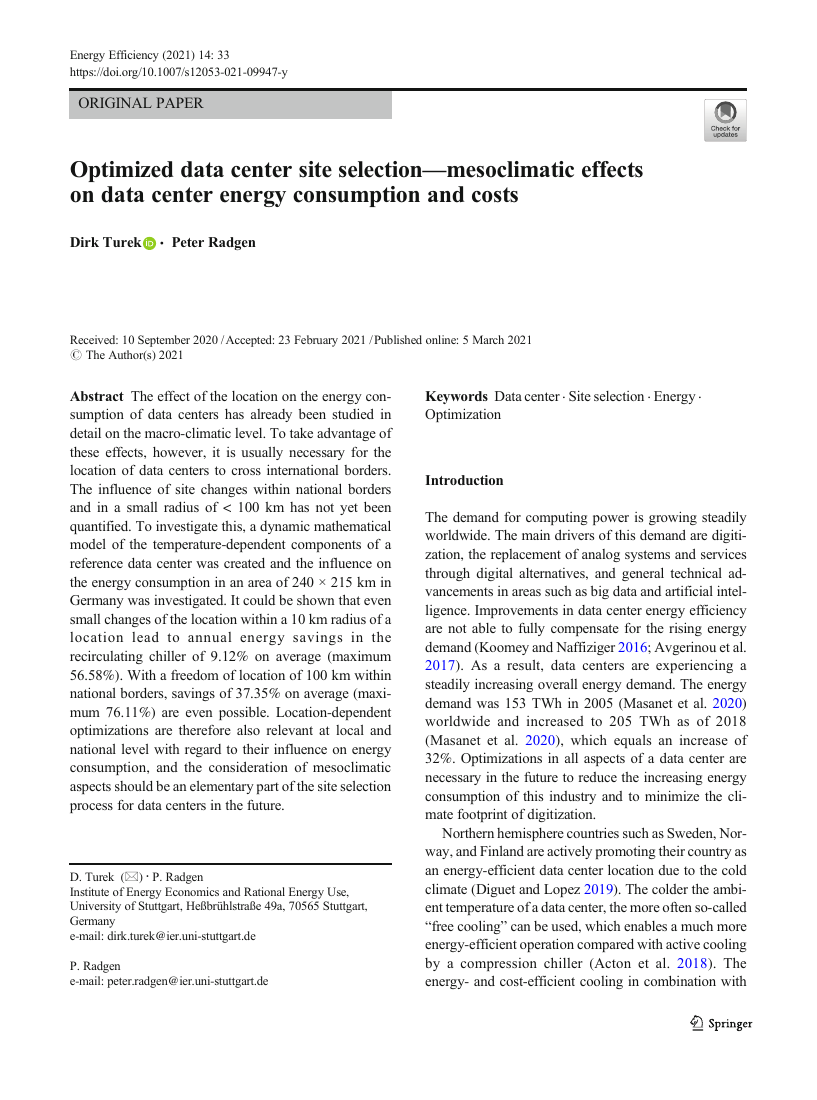 Energy Efficiency (2021) 14: 33
https://doi.org/10.1007/s12053-021-09947-y
ORIGINAL PAPER
Check for
updates
Optimized data center site selection—mesoclimatic effects
on data center energy consumption and costs
Dirk Turek iD · Peter Radgen
Received: 10 September 2020 / Accepted: 23 February 2021 / Published online: 5 March 2021
© The Author(s) 2021
Abstract The effect of the location on the energy con-
sumption of data centers has already been studied in
detail on the macro-climatic level. To take advantage of
these effects, however, it is usually necessary for the
location of data centers to cross international borders.
The influence of site changes within national borders
and in a small radius of < 100 km has not yet been
quantified. To investigate this, a dynamic mathematical
model of the temperature-dependent components of a
reference data center was created and the influence on
the energy consumption in an area of 240 × 215 km in
Germany was investigated. It could be shown that even
small changes of the location within a 10 km radius of a
location lead to annual energy savings in the
recirculating chiller of 9.12% on average (maximum
56.58%). With a freedom of location of 100 km within
national borders, savings of 37.35% on average (maxi-
mum 76.11%) are even possible. Location-dependent
optimizations are therefore also relevant at local and
national level with regard to their influence on energy
consumption, and the consideration of mesoclimatic
aspects should be an elementary part of the site selection
process for data centers in the future.
D. Turek (✉) · P. Radgen
Institute of Energy Economics and Rational Energy Use,
University of Stuttgart, Heßbrühlstraße 49a, 70565 Stuttgart,
Germany
e-mail: dirk.turek@ier.uni-stuttgart.de
P. Radgen
e-mail: peter.radgen@ier.uni-stuttgart.de
Keywords Data center · Site selection · Energy ·
Optimization
Introduction
The demand for computing power is growing steadily
worldwide. The main drivers of this demand are digiti-
zation, the replacement of analog systems and services
through digital alternatives, and general technical ad-
vancements in areas such as big data and artificial intel-
ligence. Improvements in data center energy efficiency
are not able to fully compensate for the rising energy
demand (Koomey and Naffiziger 2016; Avgerinou et al.
2017). As a result, data centers are experiencing a
steadily increasing overall energy demand. The energy
demand was 153 TWh in 2005 (Masanet et al. 2020)
worldwide and increased to 205 TWh as of 2018
(Masanet et al. 2020), which equals an increase of
32%. Optimizations in all aspects of a data center are
necessary in the future to reduce the increasing energy
consumption of this industry and to minimize the cli-
mate footprint of digitization.
Northern hemisphere countries such as Sweden, Nor-
way, and Finland are actively promoting their country as
an energy-efficient data center location due to the cold
climate (Diguet and Lopez 2019). The colder the ambi-
ent temperature of a data center, the more often so-called
“free cooling” can be used, which enables a much more
energy-efficient operation compared with active cooling
by a compression chiller (Acton et al. 2018). The
energy- and cost-efficient cooling in combination with
Springer